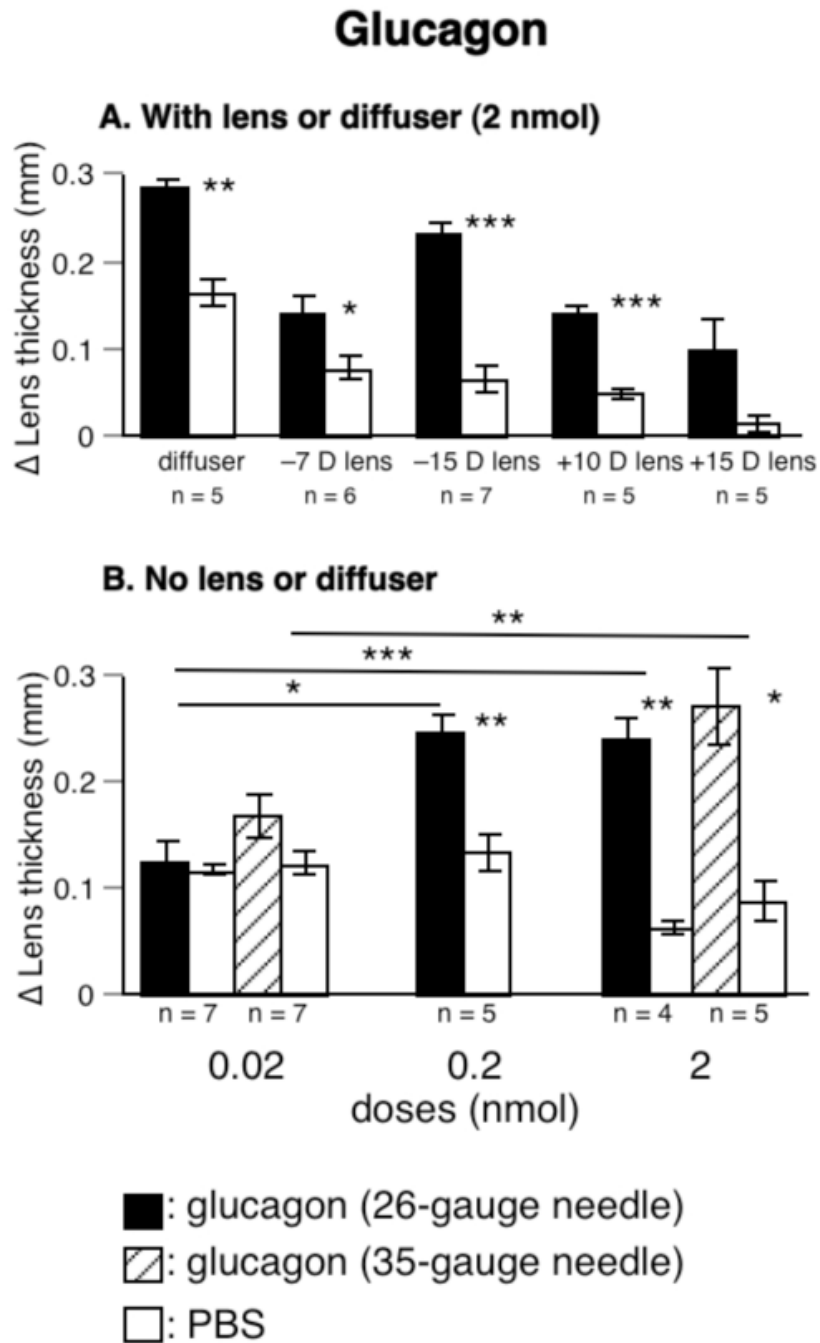 Glucagon
A. With lens or diffuser (2 nmol)
Δ Lens thickness (mm)
0.3
0.2
0.1
0
**
*
***
***
diffuser –7 D lens –15 D lens +10 D lens +15 D lens
n = 5 n = 6 n = 7 n = 5 n = 5
B. No lens or diffuser
Δ Lens thickness (mm)
0.3
0.2
0.1
0
**
***
*
**
**
*
n = 7 n = 7 n = 5 n = 4 n = 5
0.02 0.2 2
doses (nmol)
: glucagon (26-gauge needle)
: glucagon (35-gauge needle)
: PBS